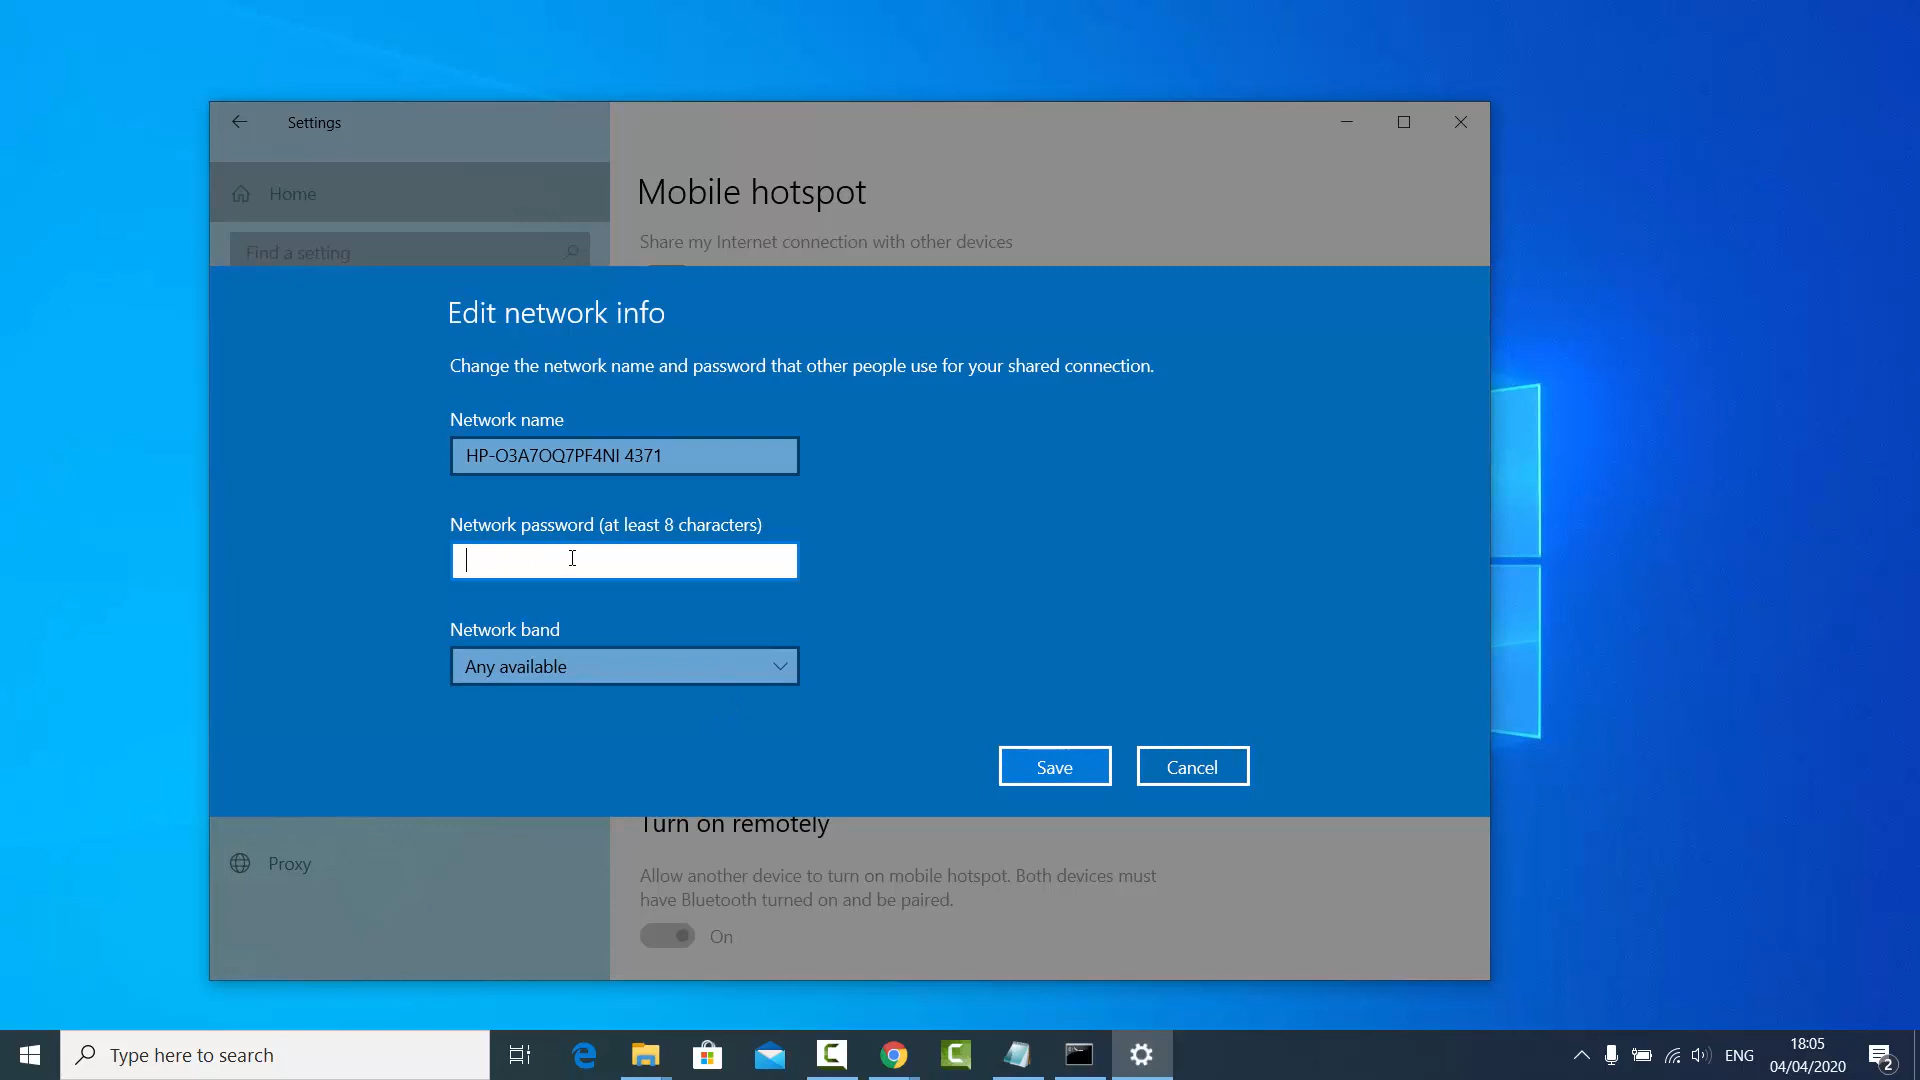 Settings
Home
Find a setting
Mobile hotspot
Share my Internet connection with other devices
Edit network info
Change the network name and password that other people use for your shared connection.
Network name
HP-O3A7OQ7PF4NI 4371
Network password (at least 8 characters)
Network band
Any available
Save
Cancel
Turn on remotely
Proxy
Allow another device to turn on mobile hotspot. Both devices must
have Bluetooth turned on and be paired.
On
Type here to search
ENG
18:05
04/04/2020
2